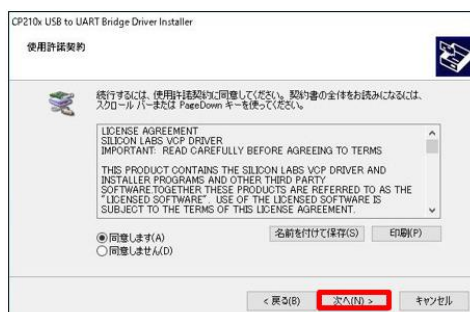 CP210x USB to UART Bridge Driver Installer
使用許諾契約
続行するには、使用許諾契約に同意してください。契約書の全体をお読みになるには、
スクロール バーまたは PageDown キーを使ってください。
LICENSE AGREEMENT
SILICON LABS VCP DRIVER
IMPORTANT: READ CAREFULLY BEFORE AGREEING TO TERMS
THIS PRODUCT CONTAINS THE SILICON LABS VCP DRIVER AND
INSTALLER PROGRAMS AND OTHER THIRD PARTY
SOFTWARE.TOGETHER THESE PRODUCTS ARE REFERRED TO AS THE
"LICENSED SOFTWARE". USE OF THE LICENSED SOFTWARE IS
SUBJECT TO THE TERMS OF THIS LICENSE AGREEMENT.
同意します(A)
名前を付けて保存(S)
印刷(P)
同意しません(D)
< 戻る(B)
次へ(N) >
キャンセル